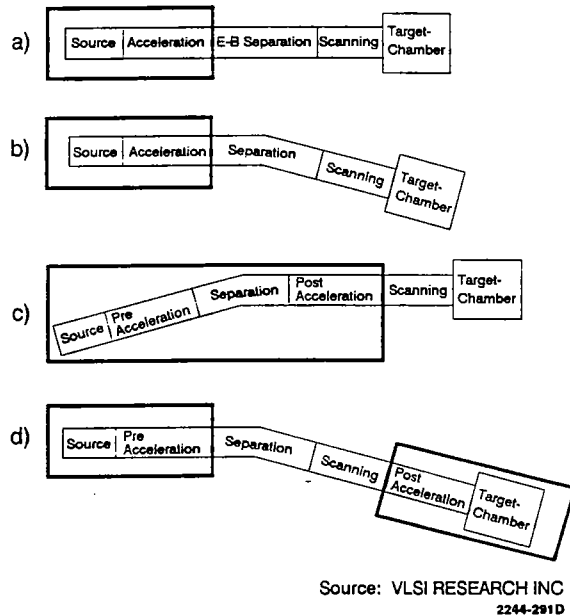 a)
Source Acceleration E-B Separation Scanning
Target-
Chamber
b)
Source Acceleration Separation
Scanning
Target-
Chamber
c)
Source
Pre
Acceleration
Separation
Post
Acceleration
Scanning
Target-
Chamber
d)
Source
Pre
Acceleration
Separation
Scanning
Post
Acceleration
Target-
Chamber
Source: VLSI RESEARCH INC
2244-291D